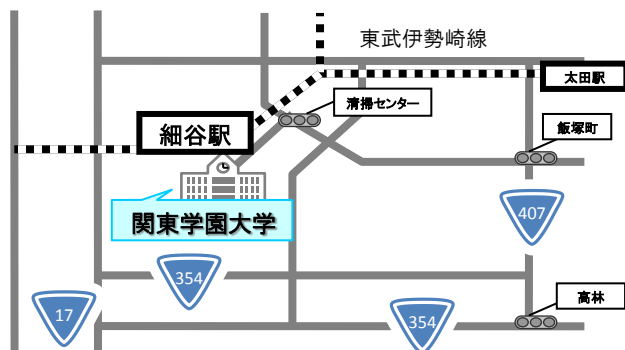 東武伊勢崎線
太田駅
清掃センター
細谷駅
飯塚町
関東学園大学
407
354
高林
17
354